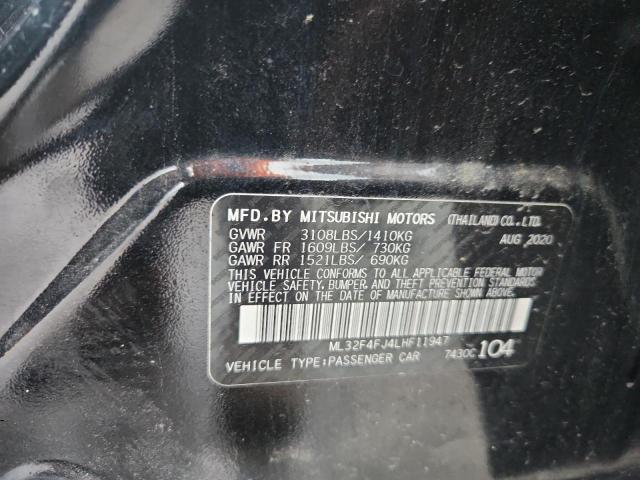 MFD.BY MITSUBISHI MOTORS (THAILAND)CO., LTD.
GVWR 3108LBS/1410KG AUG 2020
GAWR FR 1609LBS/ 730KG
GAWR RR 1521LBS/ 690KG
THIS VEHICLE CONFORMS TO ALL APPLICABLE FEDERAL MOTOR
VEHICLE SAFETY, BUMPER, AND THEFT PREVENTION STANDARDS
IN EFFECT ON THE DATE OF MANUFACTURE SHOWN ABOVE.
ML32F4FJ4LHF11947
VEHICLE TYPE:PASSENGER CAR 7430C 104